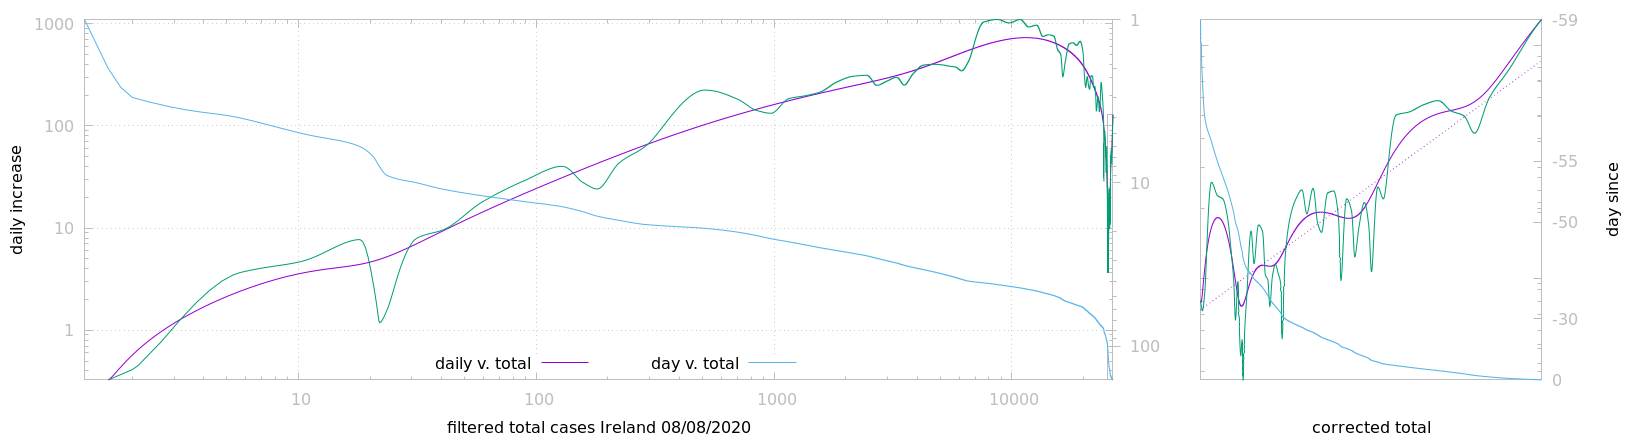 1000
100
10
1
daily increase
daily v. total
day v. total
10
100
1000
10000
filtered total cases Ireland 08/08/2020
1
10
100
-59
-55
-50
-30
0
day since
corrected total